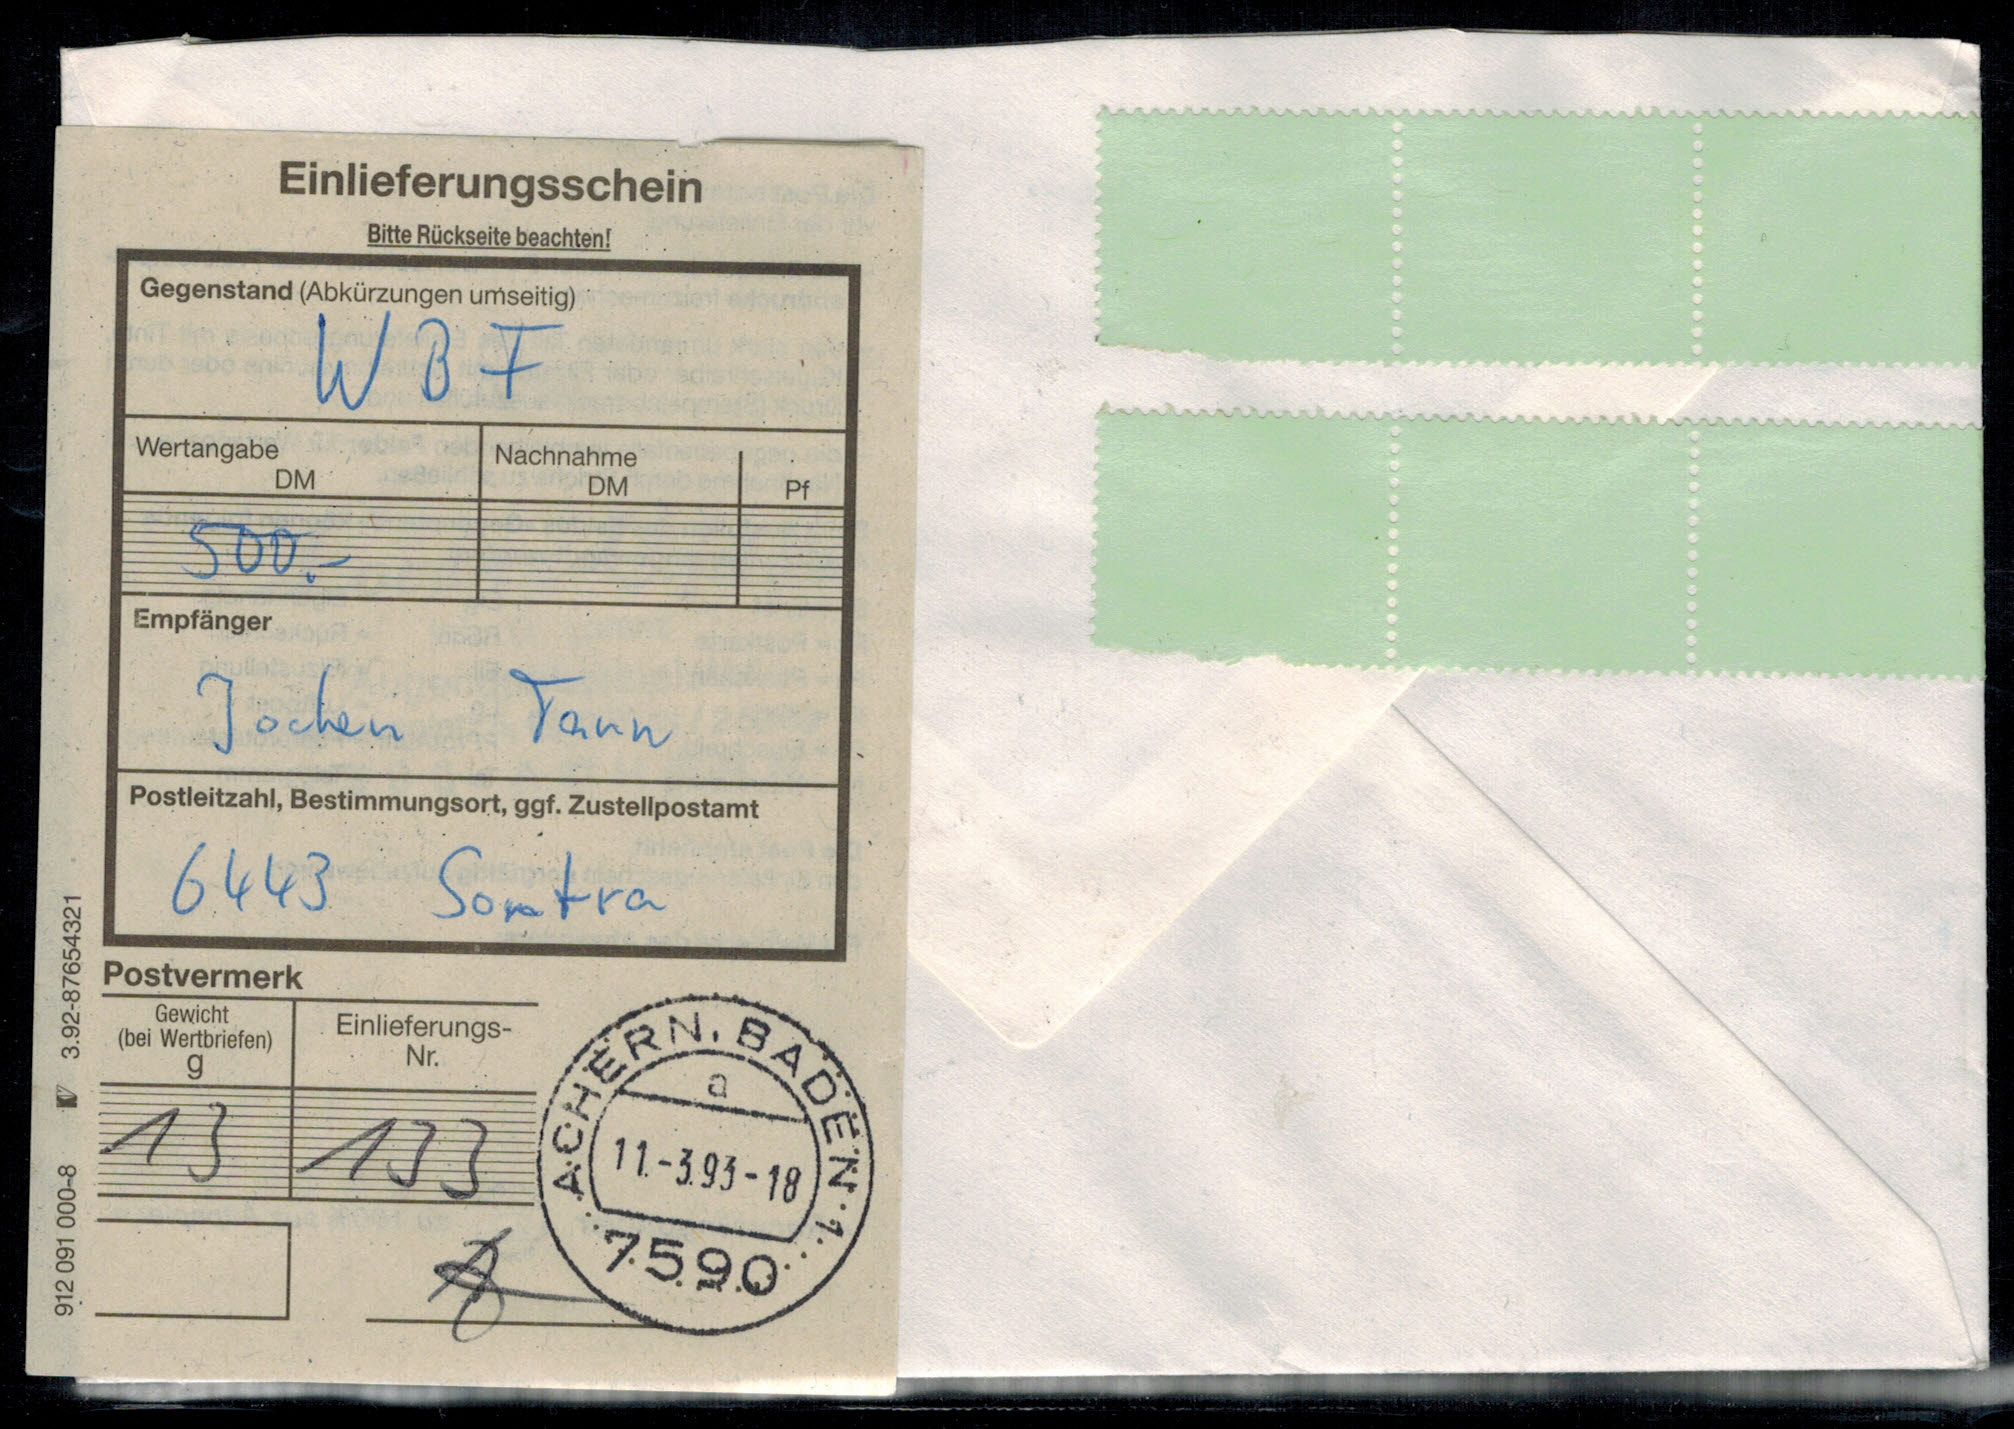 Einlieferungsschein
Bitte Rückseite beachten!
Gegenstand (Abkürzungen umseitig)
W B F
Wertangabe
DM
Nachnahme
DM
Pf
500.-
Empfänger
Jochen Tann
Postleitzahl, Bestimmungsort, ggf. Zustellpostamt
6443 Sontra
Postvermerk
Gewicht
(bei Wertbriefen)
g
Einlieferungs-
Nr.
13
133
ACHERN, BADEN 1
a
11.-3.93-18
7590
912 091 000-8 3.92-87654321